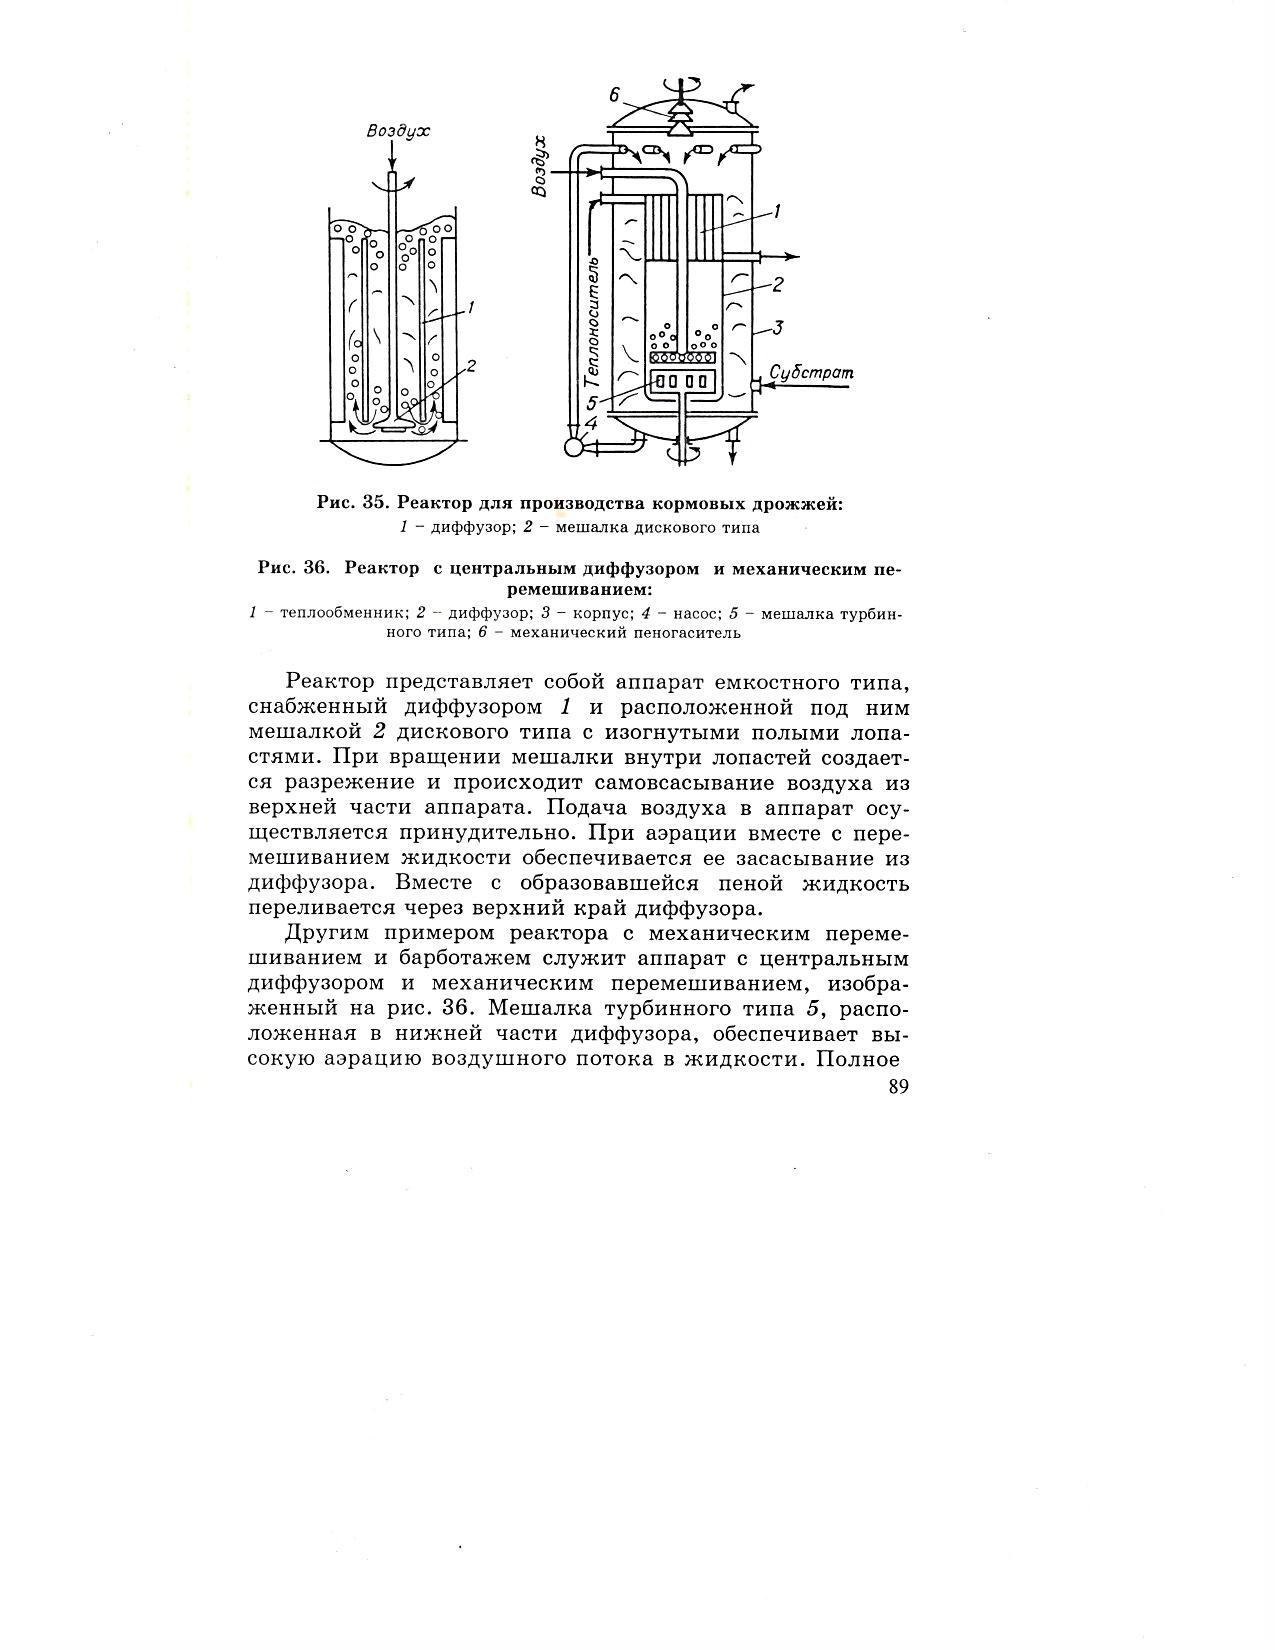 Воздух
1
2
6
Воздух
Теплоноситель
1
2
3
Субстрат
5
4
Рис. 35. Реактор для производства кормовых дрожжей:
1 – диффузор; 2 – мешалка дискового типа
Рис. 36. Реактор с центральным диффузором и механическим пе-
ремешиванием:
1 – теплообменник; 2 – диффузор; 3 – корпус; 4 – насос; 5 – мешалка турбин-
ного типа; 6 – механический пеногаситель
Реактор представляет собой аппарат емкостного типа,
снабженный диффузором 1 и расположенной под ним
мешалкой 2 дискового типа с изогнутыми полыми лопа-
стями. При вращении мешалки внутри лопастей создает-
ся разрежение и происходит самовсасывание воздуха из
верхней части аппарата. Подача воздуха в аппарат осу-
ществляется принудительно. При аэрации вместе с пере-
мешиванием жидкости обеспечивается ее засасывание из
диффузора. Вместе с образовавшейся пеной жидкость
переливается через верхний край диффузора.
Другим примером реактора с механическим переме-
шиванием и барботажем служит аппарат с центральным
диффузором и механическим перемешиванием, изобра-
женный на рис. 36. Мешалка турбинного типа 5, распо-
ложенная в нижней части диффузора, обеспечивает вы-
сокую аэрацию воздушного потока в жидкости. Полное
89